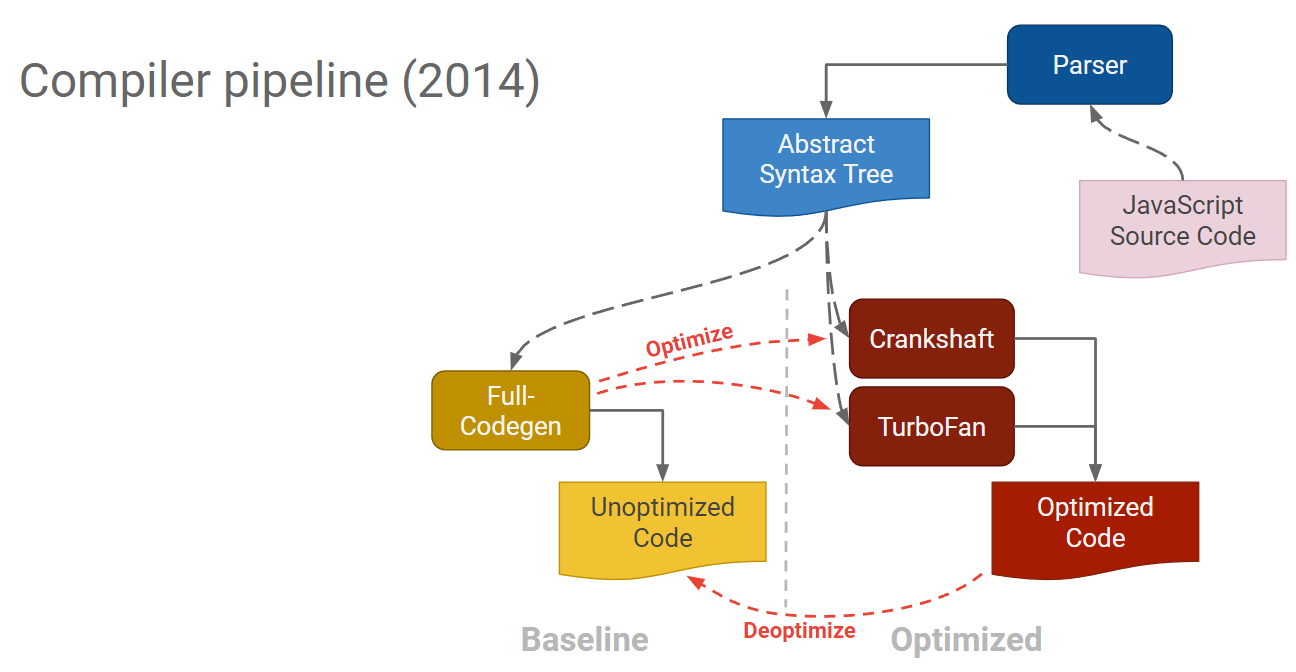 Compiler pipeline (2014)
Parser
Abstract
Syntax Tree
JavaScript
Source Code
Optimize
Crankshaft
Full-
Codegen
TurboFan
Unoptimized
Code
Optimized
Code
Deoptimize
Baseline
Optimized